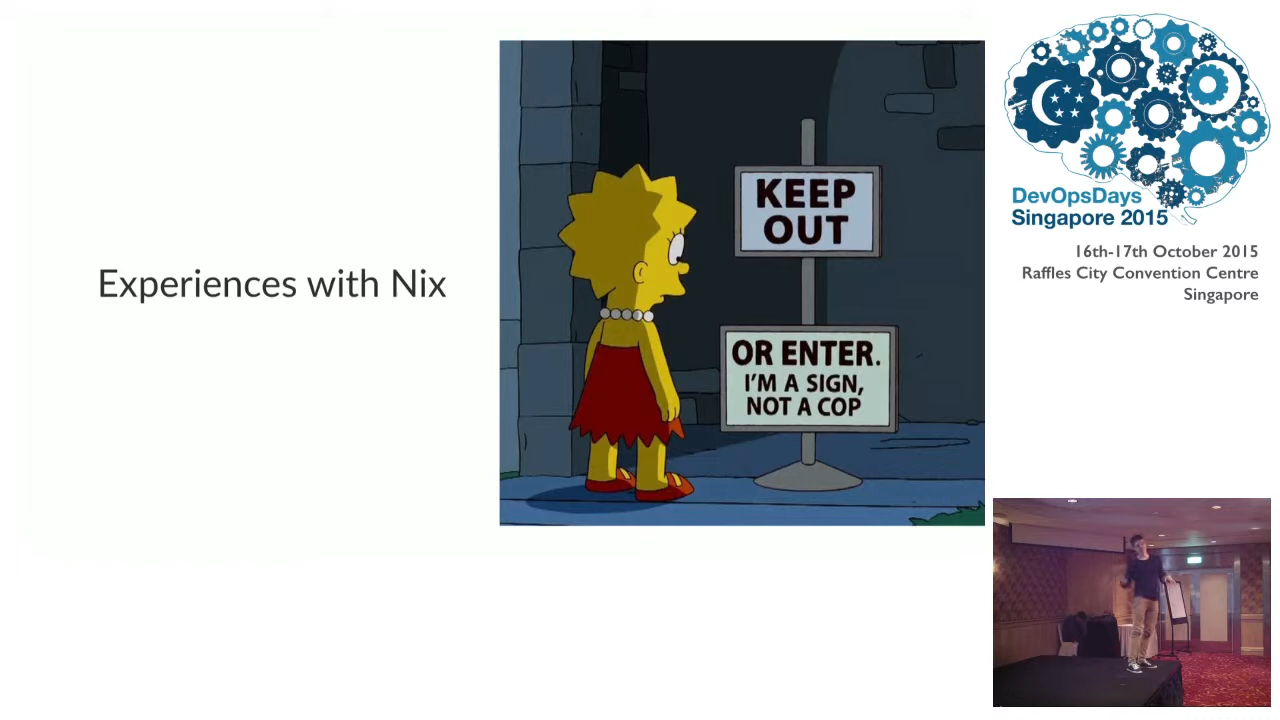 Experiences with Nix
KEEP
OUT
OR ENTER.
I'M A SIGN,
NOT A COP
DevOpsDays
Singapore 2015
16th-17th October 2015
Raffles City Convention Centre
Singapore